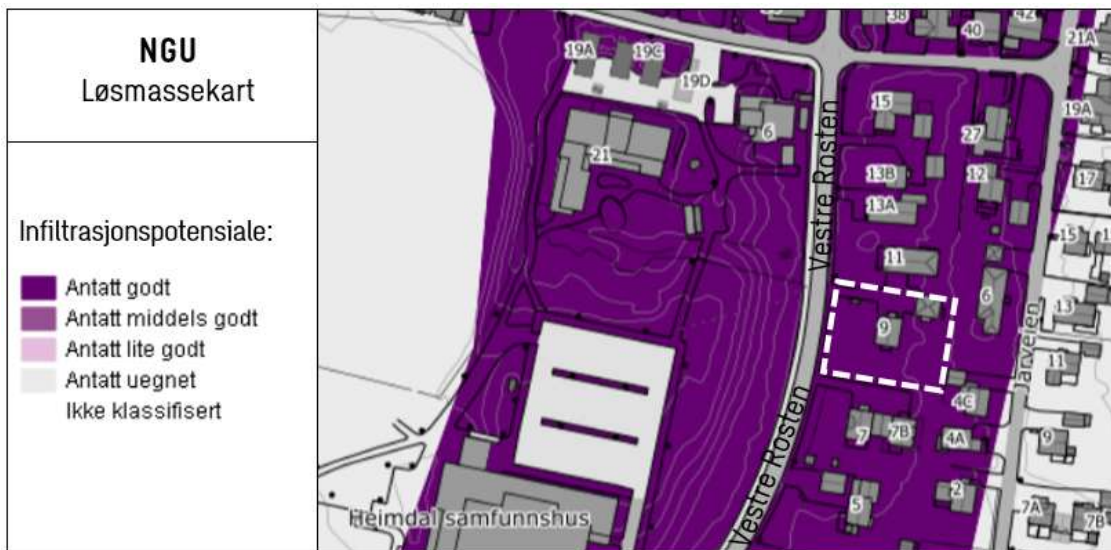 NGU
Løsmassekart
Infiltrasjonspotensiale:
Antatt godt
Antatt middels godt
Antatt lite godt
Antatt uegnet
Ikke klassifisert
38
40
42
21A
19A
19C
19D
15
6
27
19A
21
13B
12
17
13A
Vestre Rosten
11
15
6
13
9
Jarveien
11
4C
7
7B
4A
9
Vestre Rosten
2
5
7A
7B
Heimdal samfunnshus